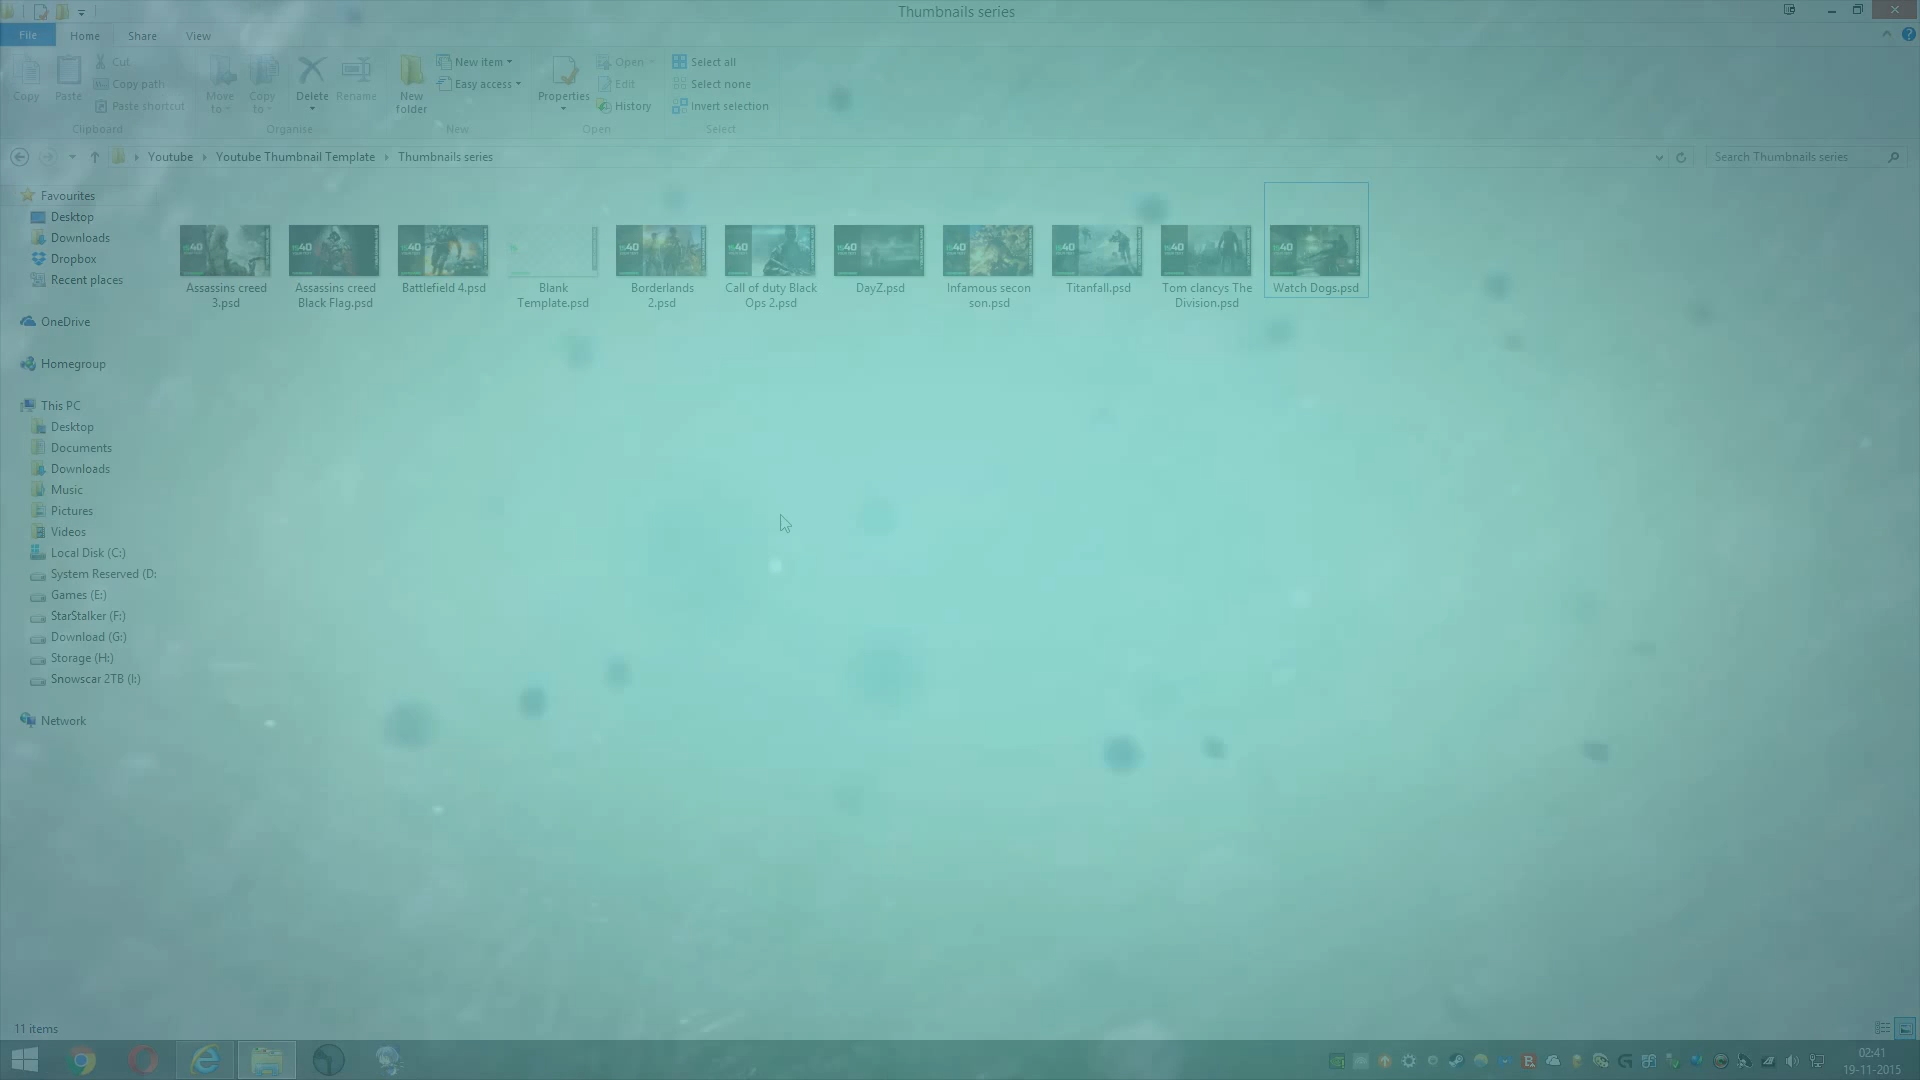 Thumbnails series
File
Home
Share
View
Copy
Paste
Cut
Copy path
Paste shortcut
Clipboard
Move
to
Copy
to
Delete
Rename
Organise
New
folder
New item
Easy access
New
Properties
Open
Edit
History
Open
Select all
Select none
Invert selection
Select
Youtube
Youtube Thumbnail Template
Thumbnails series
Search Thumbnails series
Favourites
Desktop
Downloads
Dropbox
Recent places
OneDrive
Homegroup
This PC
Desktop
Documents
Downloads
Music
Pictures
Videos
Local Disk (C:)
System Reserved (D:
Games (E:)
StarStalker (F:)
Download (G:)
Storage (H:)
Snowscar 2TB (I:)
Network
Assassins creed
3.psd
Assassins creed
Black Flag.psd
Battlefield 4.psd
Blank
Template.psd
Borderlands
2.psd
Call of duty Black
Ops 2.psd
DayZ.psd
Infamous secon
son.psd
Titanfall.psd
Tom clancys The
Division.psd
Watch Dogs.psd
11 items
02:41
19-11-2015